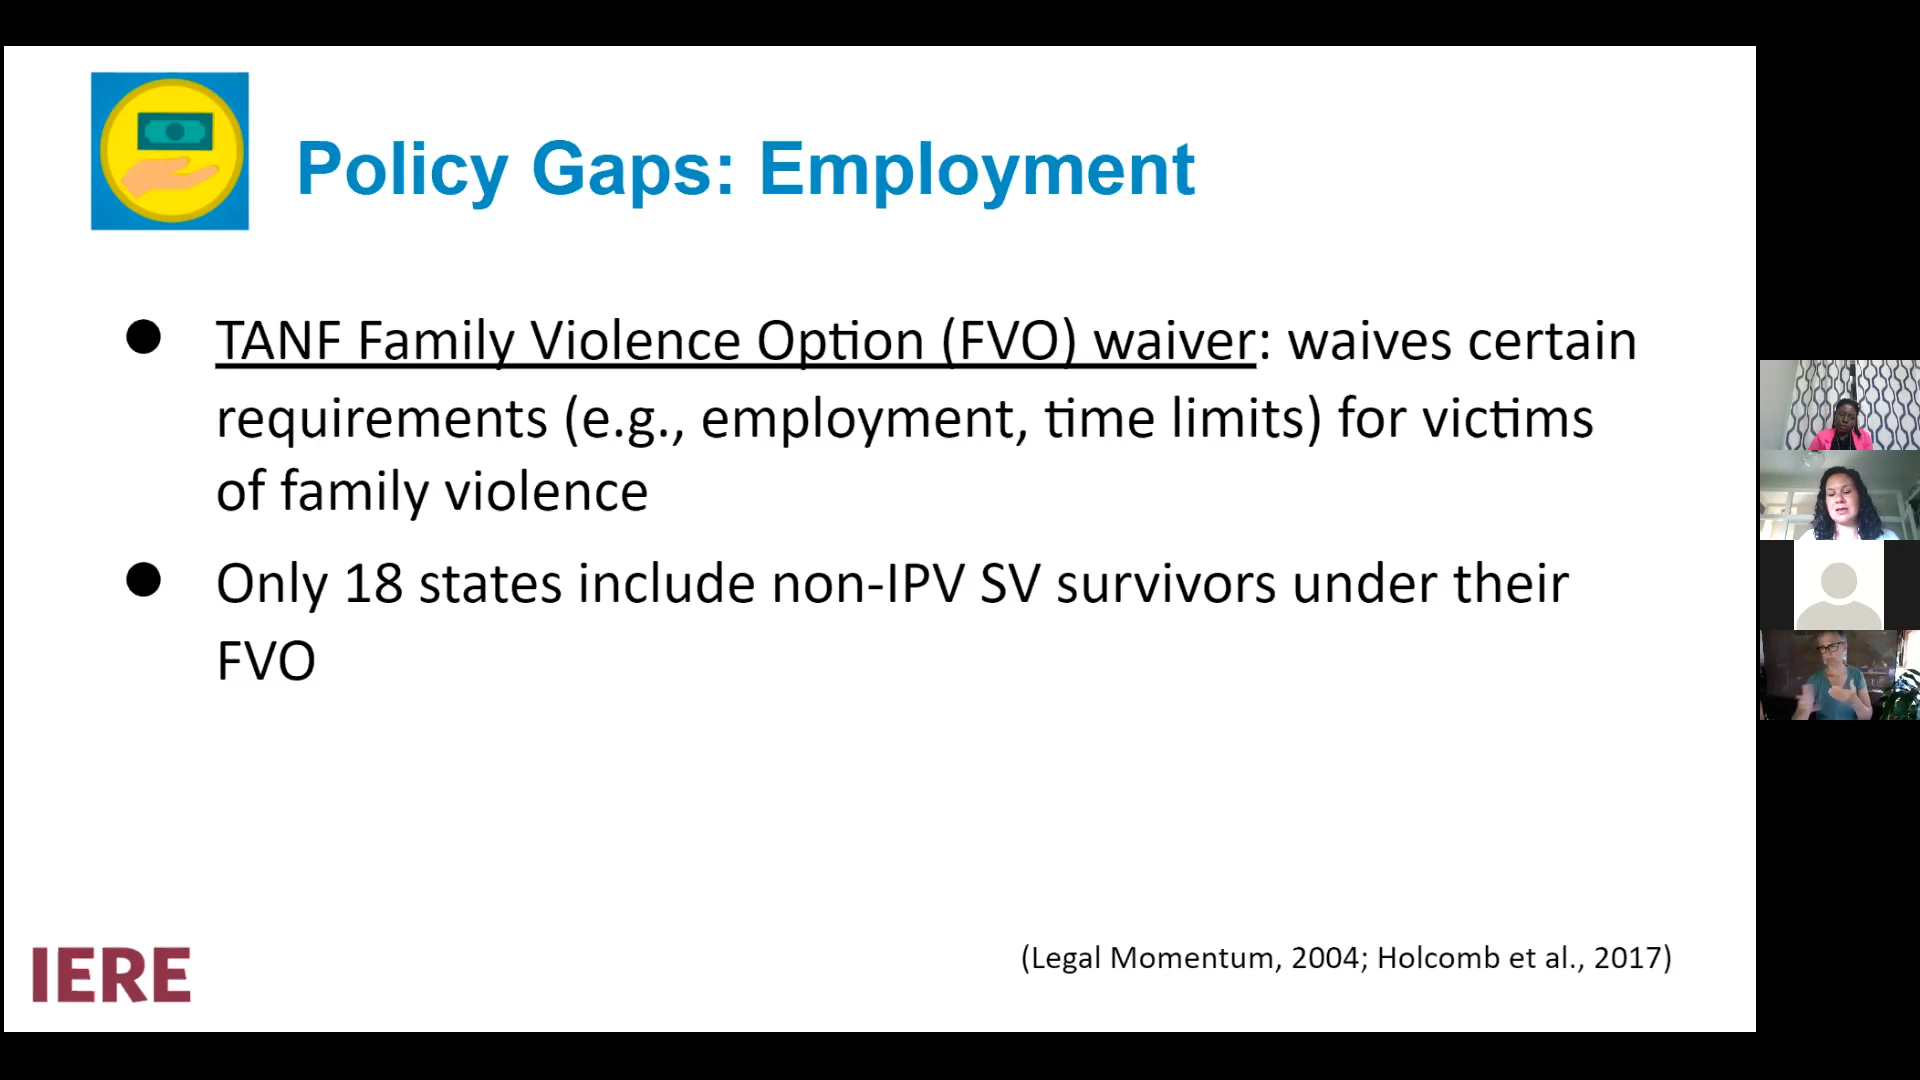 Policy Gaps: Employment
● TANF Family Violence Option (FVO) waiver: waives certain
requirements (e.g., employment, time limits) for victims
of family violence
● Only 18 states include non-IPV SV survivors under their
FVO
IERE
(Legal Momentum, 2004; Holcomb et al., 2017)